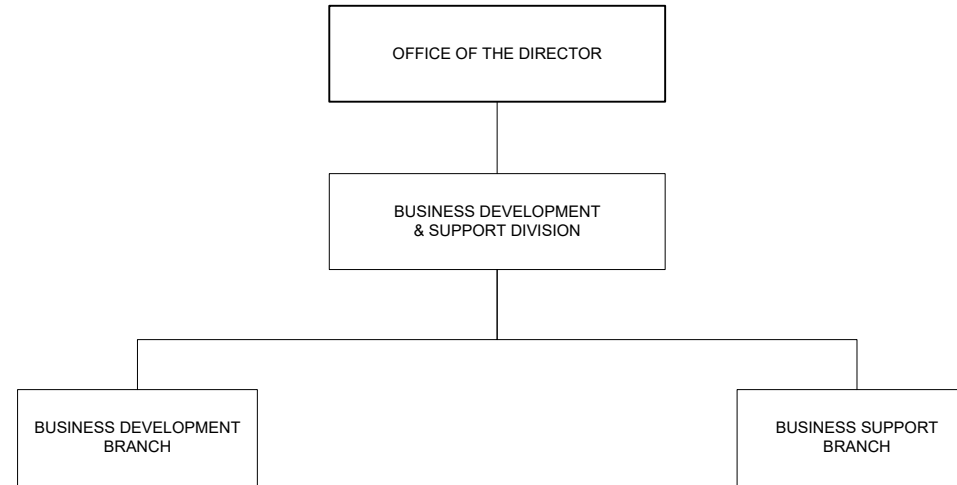 OFFICE OF THE DIRECTOR
BUSINESS DEVELOPMENT
& SUPPORT DIVISION
BUSINESS DEVELOPMENT
BRANCH
BUSINESS SUPPORT
BRANCH